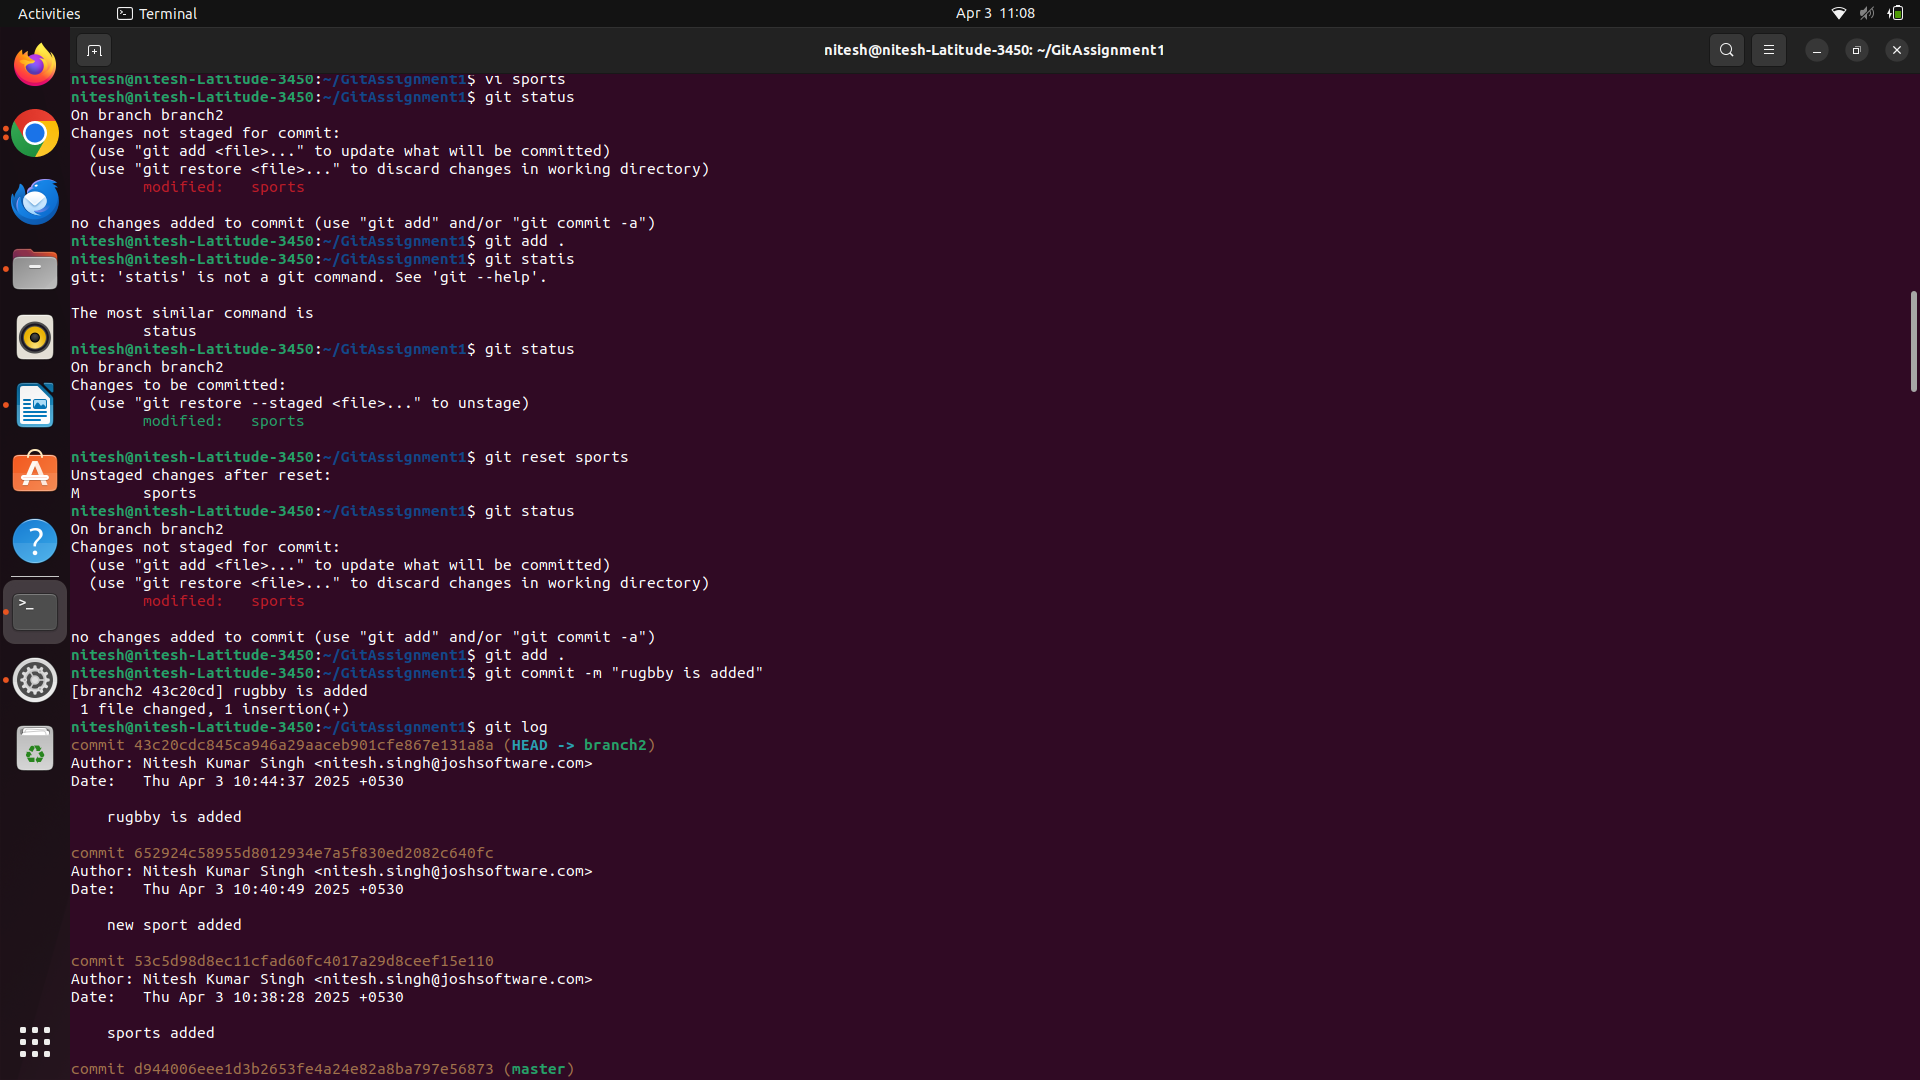 Activities
Terminal
Apr 3 11:08
nitesh@nitesh-Latitude-3450: ~/GitAssignment1
nitesh@nitesh-Latitude-3450:~/GitAssignment1$ vi sports
nitesh@nitesh-Latitude-3450:~/GitAssignment1$ git status
On branch branch2
Changes not staged for commit:
  (use "git add <file>..." to update what will be committed)
  (use "git restore <file>..." to discard changes in working directory)
        modified:   sports

no changes added to commit (use "git add" and/or "git commit -a")
nitesh@nitesh-Latitude-3450:~/GitAssignment1$ git add .
nitesh@nitesh-Latitude-3450:~/GitAssignment1$ git statis
git: 'statis' is not a git command. See 'git --help'.

The most similar command is
        status
nitesh@nitesh-Latitude-3450:~/GitAssignment1$ git status
On branch branch2
Changes to be committed:
  (use "git restore --staged <file>..." to unstage)
        modified:   sports

nitesh@nitesh-Latitude-3450:~/GitAssignment1$ git reset sports
Unstaged changes after reset:
M       sports
nitesh@nitesh-Latitude-3450:~/GitAssignment1$ git status
On branch branch2
Changes not staged for commit:
  (use "git add <file>..." to update what will be committed)
  (use "git restore <file>..." to discard changes in working directory)
        modified:   sports

no changes added to commit (use "git add" and/or "git commit -a")
nitesh@nitesh-Latitude-3450:~/GitAssignment1$ git add .
nitesh@nitesh-Latitude-3450:~/GitAssignment1$ git commit -m "rugbby is added"
[branch2 43c20cd] rugbby is added
 1 file changed, 1 insertion(+)
nitesh@nitesh-Latitude-3450:~/GitAssignment1$ git log
commit 43c20cdc845ca946a29aaceb901cfe867e131a8a (HEAD -> branch2)
Author: Nitesh Kumar Singh <nitesh.singh@joshsoftware.com>
Date:   Thu Apr 3 10:44:37 2025 +0530

    rugbby is added

commit 652924c58955d8012934e7a5f830ed2082c640fc
Author: Nitesh Kumar Singh <nitesh.singh@joshsoftware.com>
Date:   Thu Apr 3 10:40:49 2025 +0530

    new sport added

commit 53c5d98d8ec11cfad60fc4017a29d8ceef15e110
Author: Nitesh Kumar Singh <nitesh.singh@joshsoftware.com>
Date:   Thu Apr 3 10:38:28 2025 +0530

    sports added

commit d944006eee1d3b2653fe4a24e82a8ba797e56873 (master)